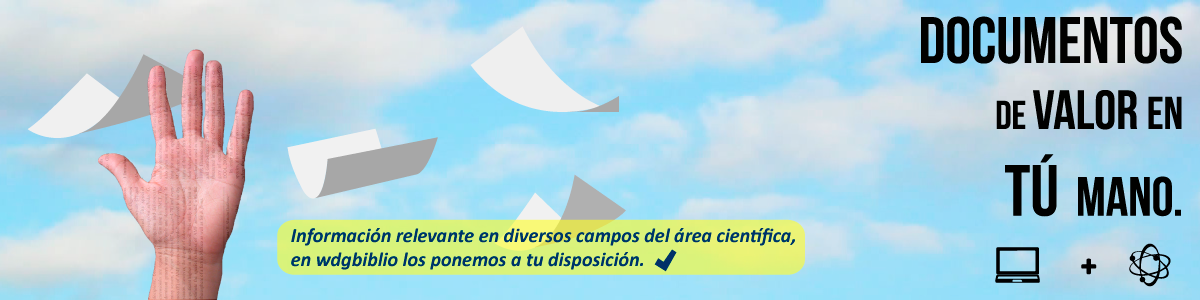 DOCUMENTOS
DE VALOR EN
TÚ MANO.
Información relevante en diversos campos del área científica,
en wdgbiblio los ponemos a tu disposición.
+